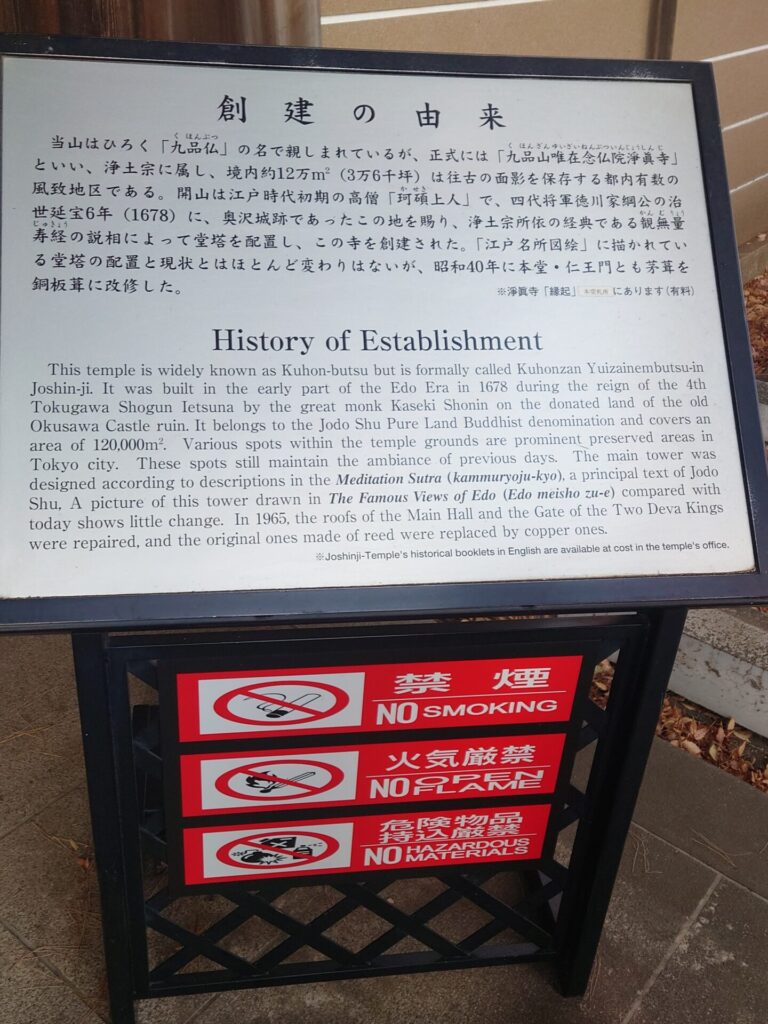 創建の由来
当山はひろく「九品仏」の名で親しまれているが、正式には「九品山唯在念仏院淨眞寺」
といい、浄土宗に属し、境内約12万m²（3万6千坪）は往古の面影を保存する都内有数の
風致地区である。開山は江戸時代初期の高僧「珂碩上人」で、四代将軍徳川家綱公の治
世延宝6年（1678）に、奥沢城跡であったこの地を賜り、浄土宗所依の経典である観無量
寿経の説相によって堂塔を配置し、この寺を創建された。「江戸名所図絵」に描かれてい
る堂塔の配置と現状とはほとんど変わりはないが、昭和40年に本堂・仁王門とも茅葺を
銅板葺に改修した。
※淨眞寺「縁起」にあります(有料)
History of Establishment
This temple is widely known as Kuhon-butsu but is formally called Kuhonzan Yuizainembutsu-in
Joshin-ji. It was built in the early part of the Edo Era in 1678 during the reign of the 4th
Tokugawa Shogun Ietsuna by the great monk Kaseki Shonin on the donated land of the old
Okusawa Castle ruin. It belongs to the Jodo Shu Pure Land Buddhist denomination and covers an
area of 120,000m². Various spots within the temple grounds are prominent preserved areas in
Tokyo city. These spots still maintain the ambiance of previous days. The main tower was
designed according to descriptions in the Meditation Sutra (kammuryoju-kyo), a principal text of Jodo
Shu, A picture of this tower drawn in The Famous Views of Edo (Edo meisho zu-e) compared with
today shows little change. In 1965, the roofs of the Main Hall and the Gate of the Two Deva Kings
were repaired, and the original ones made of reed were replaced by copper ones.
※Joshinji-Temple's historical booklets in English are available at cost in the temple's office.
禁煙
NO SMOKING
火気厳禁
NO OPEN FLAME
危険物品
持込厳禁
NO HAZARDOUS MATERIALS